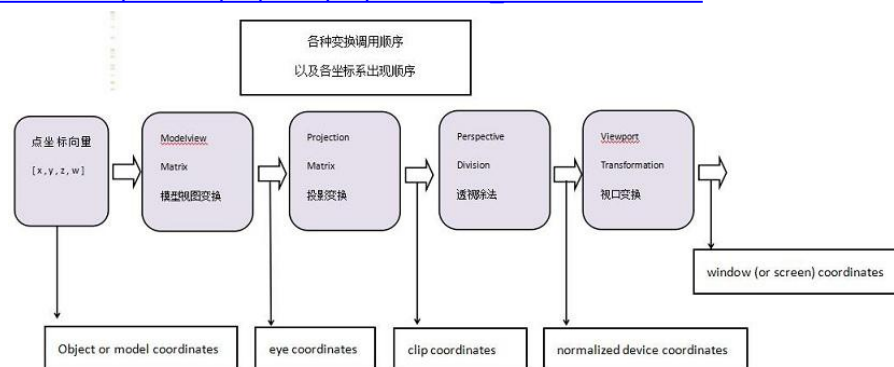 各种变换调用顺序
以及各坐标系出现顺序
点坐标向量
[x,y,z,w]
Modelview
Matrix
模型视图变换
Projection
Matrix
投影变换
Perspective
Division
透视除法
Viewport
Transformation
视口变换
window (or screen) coordinates
Object or model coordinates
eye coordinates
clip coordinates
normalized device coordinates